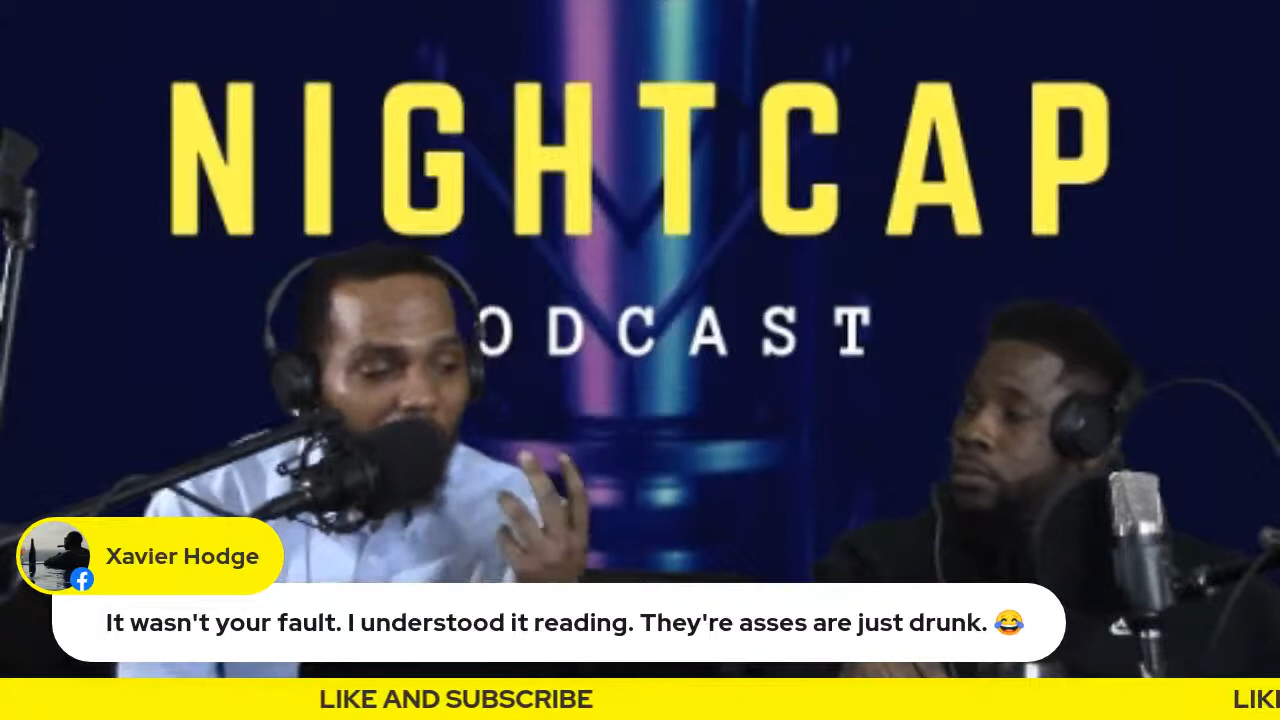 NIGHTCAP
ODCAST
Xavier Hodge
It wasn't your fault. I understood it reading. They're asses are just drunk. 😂
LIKE AND SUBSCRIBE
LIKE